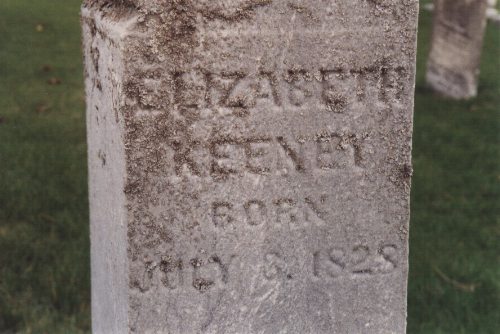 ELIZABETH
KEENEY
BORN
JULY 6, 1828